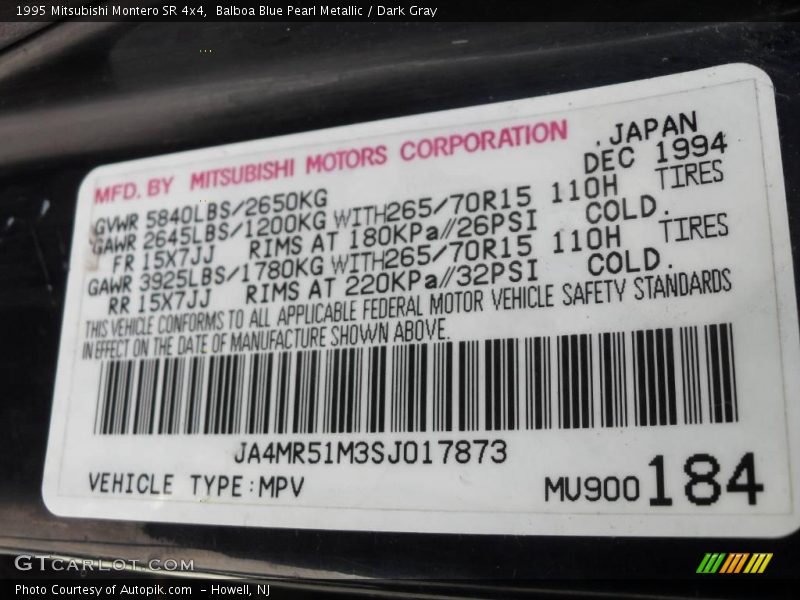 1995 Mitsubishi Montero SR 4x4, Balboa Blue Pearl Metallic / Dark Gray
MFD. BY MITSUBISHI MOTORS CORPORATION .JAPAN
DEC 1994
GVWR 5840LBS/2650KG
GAWR 2645LBS/1200KG WITH 265/70R15 110H TIRES
FR 15X7JJ RIMS AT 180KPa//26PSI COLD.
GAWR 3925LBS/1780KG WITH 265/70R15 110H TIRES
RR 15X7JJ RIMS AT 220KPa//32PSI COLD.
THIS VEHICLE CONFORMS TO ALL APPLICABLE FEDERAL MOTOR VEHICLE SAFETY STANDARDS
IN EFFECT ON THE DATE OF MANUFACTURE SHOWN ABOVE.
JA4MR51M3SJ017873
VEHICLE TYPE:MPV MU900 184
GTCARLOT.COM
Photo Courtesy of Autopik.com - Howell, NJ